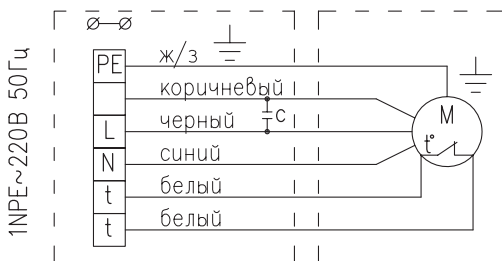 1NPE~220В 50Гц
PE ж/з
коричневый
C
L черный
N синий
t белый
t белый
M
t°